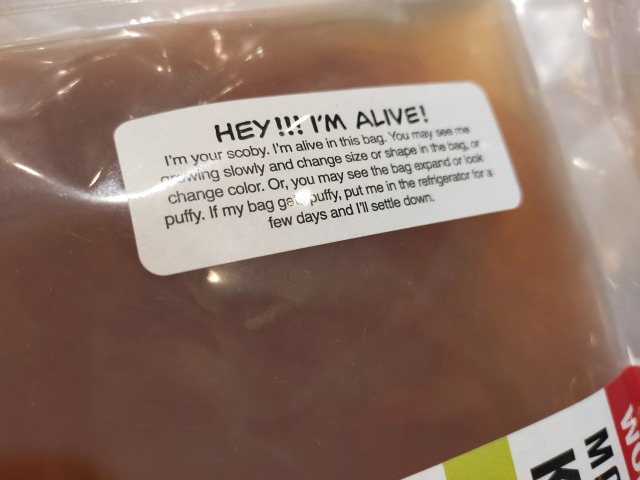 HEY!!! I'M ALIVE!
I'm your scoby. I'm alive in this bag. You may see me
growing slowly and change size or shape in the bag, or
change color. Or, you may see the bag expand or look
puffy. If my bag gets puffy, put me in the refrigerator for a
few days and I'll settle down.